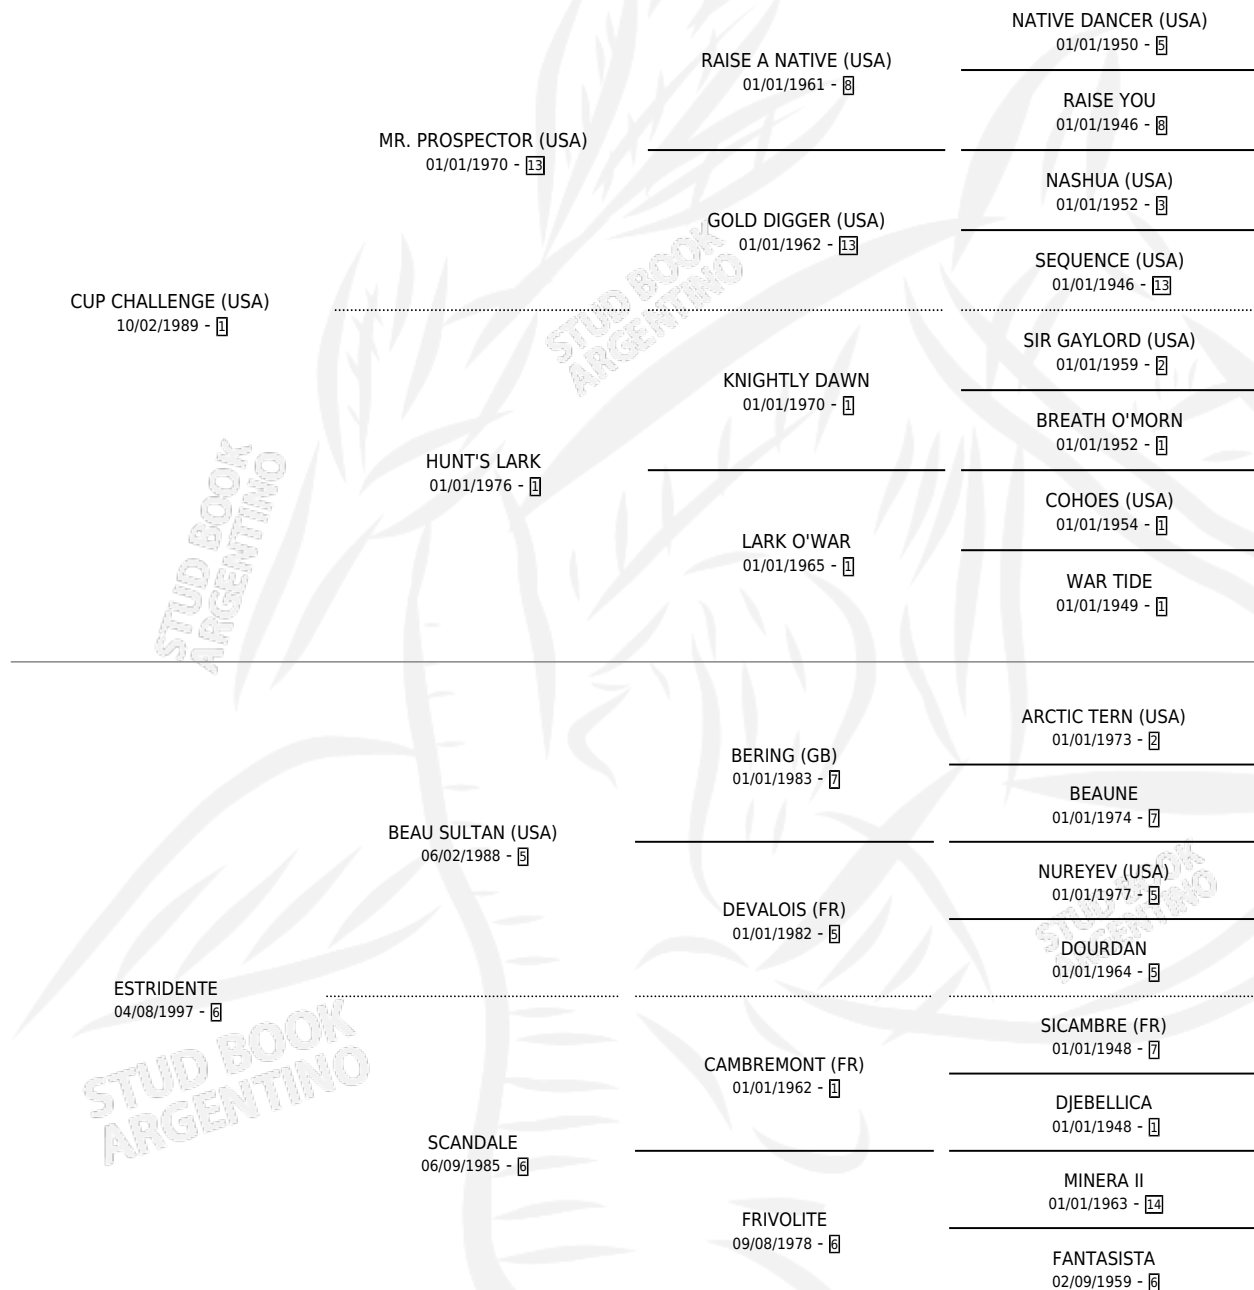 NATIVE DANCER (USA)
01/01/1950 - 5
RAISE A NATIVE (USA)
01/01/1961 - 8
RAISE YOU
01/01/1946 - 8
MR. PROSPECTOR (USA)
01/01/1970 - 13
NASHUA (USA)
01/01/1952 - 3
GOLD DIGGER (USA)
01/01/1962 - 13
SEQUENCE (USA)
01/01/1946 - 13
CUP CHALLENGE (USA)
10/02/1989 - 1
STUD BOOK
ARGENTINO
SIR GAYLORD (USA)
01/01/1959 - 2
KNIGHTLY DAWN
01/01/1970 - 1
BREATH O'MORN
01/01/1952 - 1
HUNT'S LARK
01/01/1976 - 1
COHOES (USA)
01/01/1954 - 1
LARK O'WAR
01/01/1965 - 1
WAR TIDE
01/01/1949 - 1
STUD BOOK
ARGENTINO
ARCTIC TERN (USA)
01/01/1973 - 2
BERING (GB)
01/01/1983 - 7
BEAUNE
01/01/1974 - 7
BEAU SULTAN (USA)
06/02/1988 - 5
NUREYEV (USA)
01/01/1977 - 5
DEVALOIS (FR)
01/01/1982 - 5
STUD BOOK
ARGENTINO
DOURDAN
01/01/1964 - 5
ESTRIDENTE
04/08/1997 - 6
STUD BOOK
ARGENTINO
SICAMBRE (FR)
01/01/1948 - 7
CAMBREMONT (FR)
01/01/1962 - 1
DJEBELLICA
01/01/1948 - 1
SCANDALE
06/09/1985 - 6
MINERA II
01/01/1963 - 14
FRIVOLITE
09/08/1978 - 6
FANTASISTA
02/09/1959 - 6